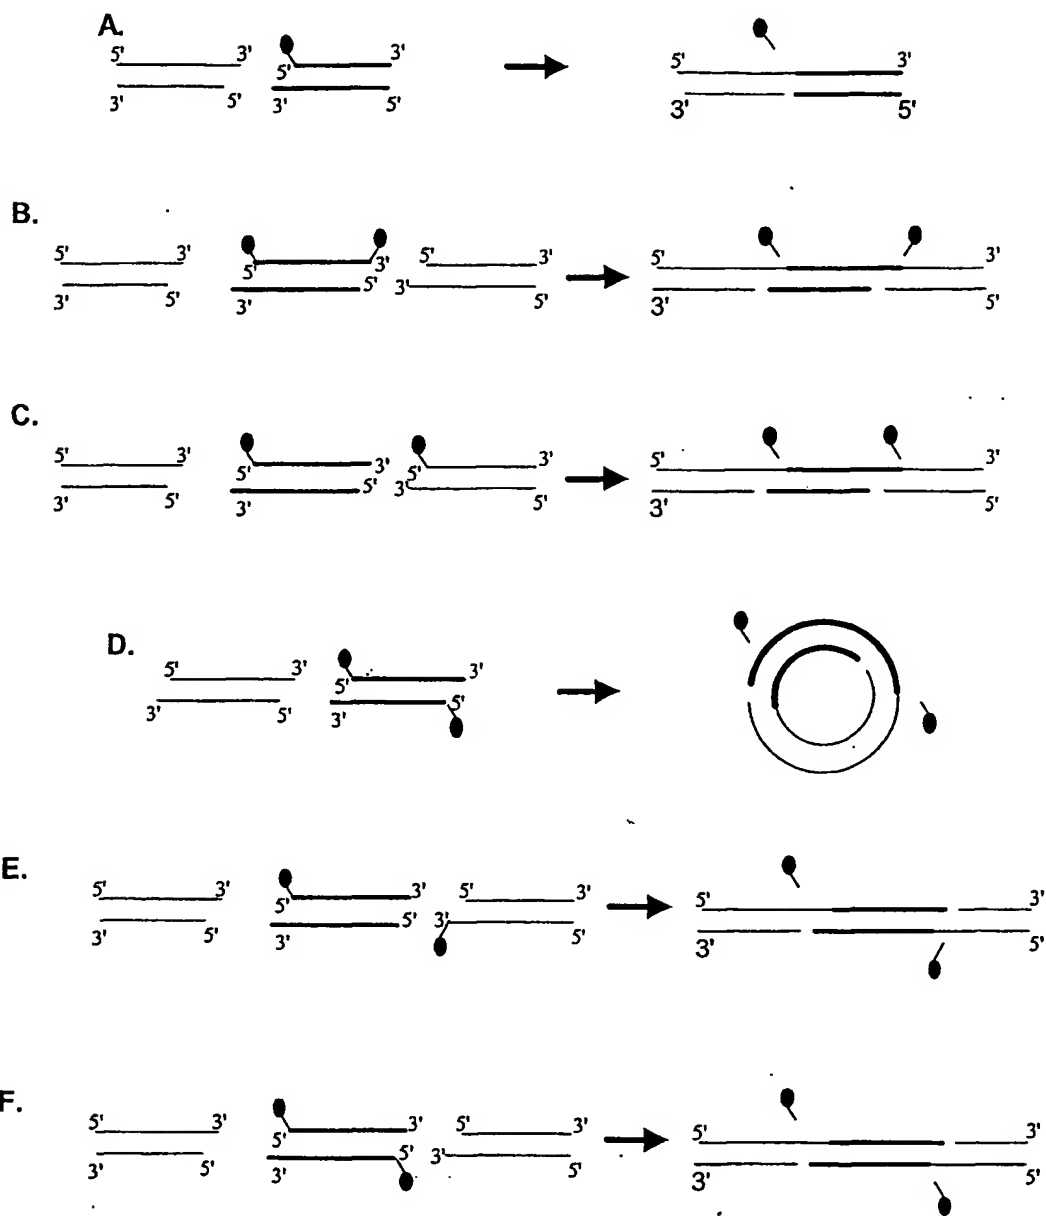 A.
5' 3' 5' 3' 5' 3'
3' 5' 3' 5' 3' 5'
B.
5' 3' 5' 3' 5' 3' 5' 3'
3' 5' 3' 5' 3' 5' 3' 5'
C.
5' 3' 5' 3' 5' 3' 5' 3'
3' 5' 3' 5' 3' 5' 3' 5'
D.
5' 3' 5' 3'
3' 5' 3' 5'
E.
5' 3' 5' 3' 5' 3' 5' 3'
3' 5' 3' 5' 3' 5' 3' 5'
F.
5' 3' 5' 3' 5' 3' 5' 3'
3' 5' 3' 5' 3' 5' 3' 5'